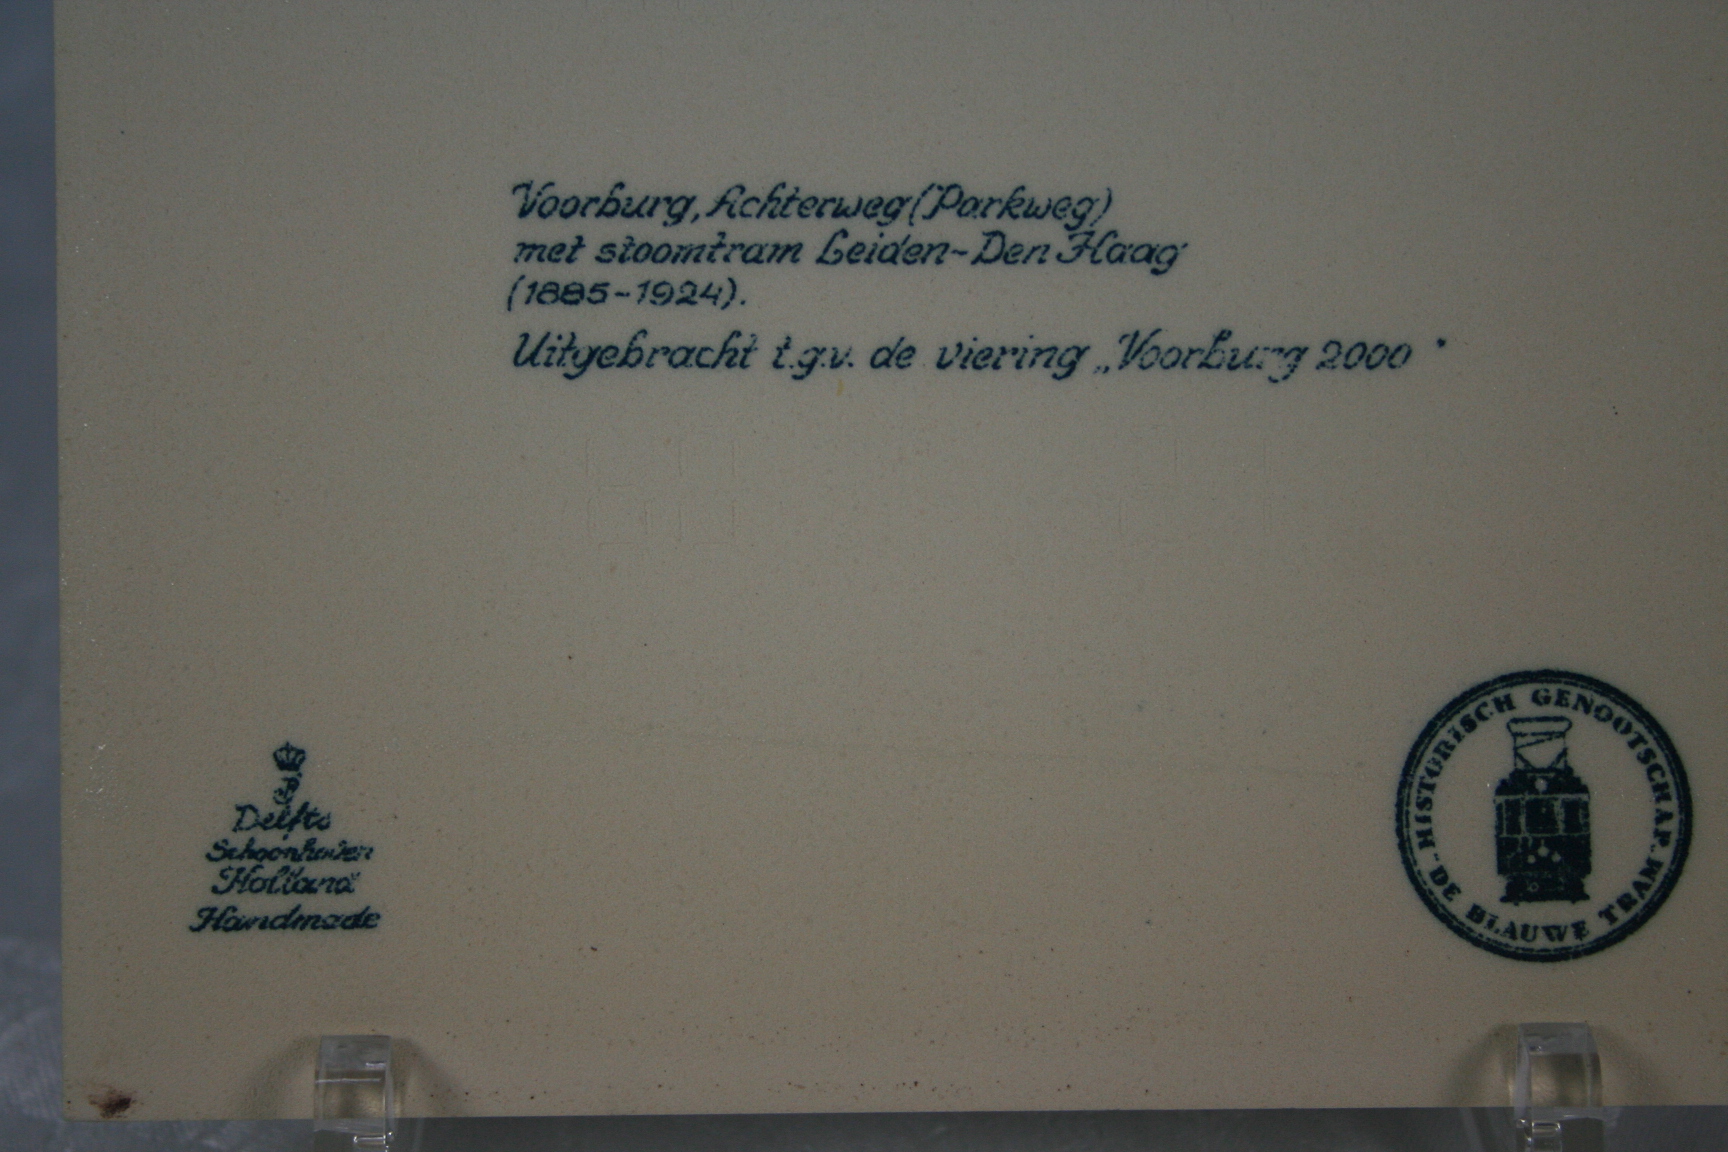 Voorburg, Achterweg (Parkweg)
met stoomtram Leiden-Den Haag
(1885-1924).
Uitgebracht t.g.v. de viering „Voorburg 2000"
Delfts
Schoonhoven
Holland
Handmade
HISTORISCH GENOOTSCHAP
"DE BLAUWE TRAM"